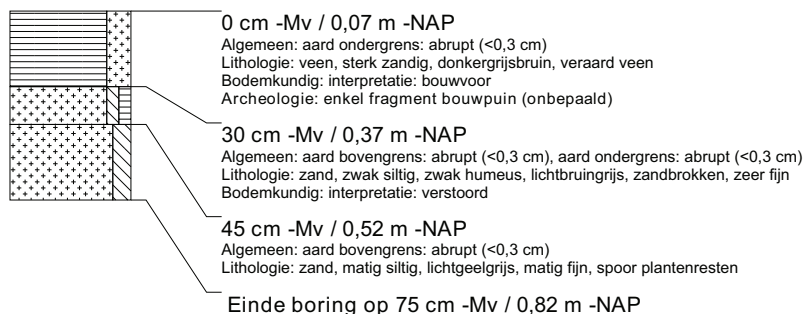 0 cm -Mv / 0,07 m -NAP
Algemeen: aard ondergrens: abrupt (<0,3 cm)
Lithologie: veen, sterk zandig, donkergrijsbruin, veraard veen
Bodemkundig: interpretatie: bouwvoor
Archeologie: enkel fragment bouwpuin (onbepaald)
30 cm -Mv / 0,37 m -NAP
Algemeen: aard bovengrens: abrupt (<0,3 cm), aard ondergrens: abrupt (<0,3 cm)
Lithologie: zand, zwak siltig, zwak humeus, lichtbruingrijs, zandbrokken, zeer fijn
Bodemkundig: interpretatie: verstoord
45 cm -Mv / 0,52 m -NAP
Algemeen: aard bovengrens: abrupt (<0,3 cm)
Lithologie: zand, matig siltig, lichtgeelgrijs, matig fijn, spoor plantenresten
Einde boring op 75 cm -Mv / 0,82 m -NAP